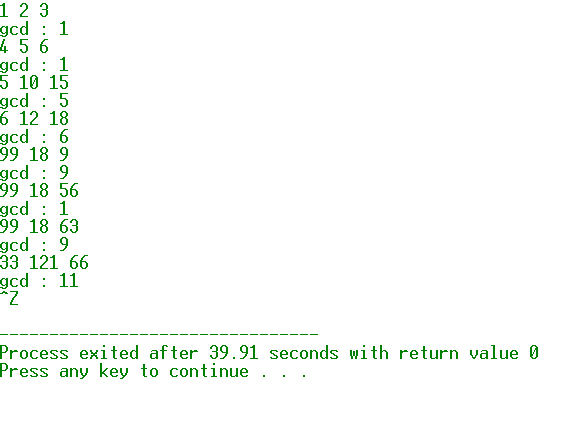 1 2 3
gcd : 1
4 5 6
gcd : 1
5 10 15
gcd : 5
6 12 18
gcd : 6
99 18 9
gcd : 9
99 18 56
gcd : 1
99 18 63
gcd : 9
33 121 66
gcd : 11
^Z
--------------------------------
Process exited after 39.91 seconds with return value 0
Press any key to continue . . .